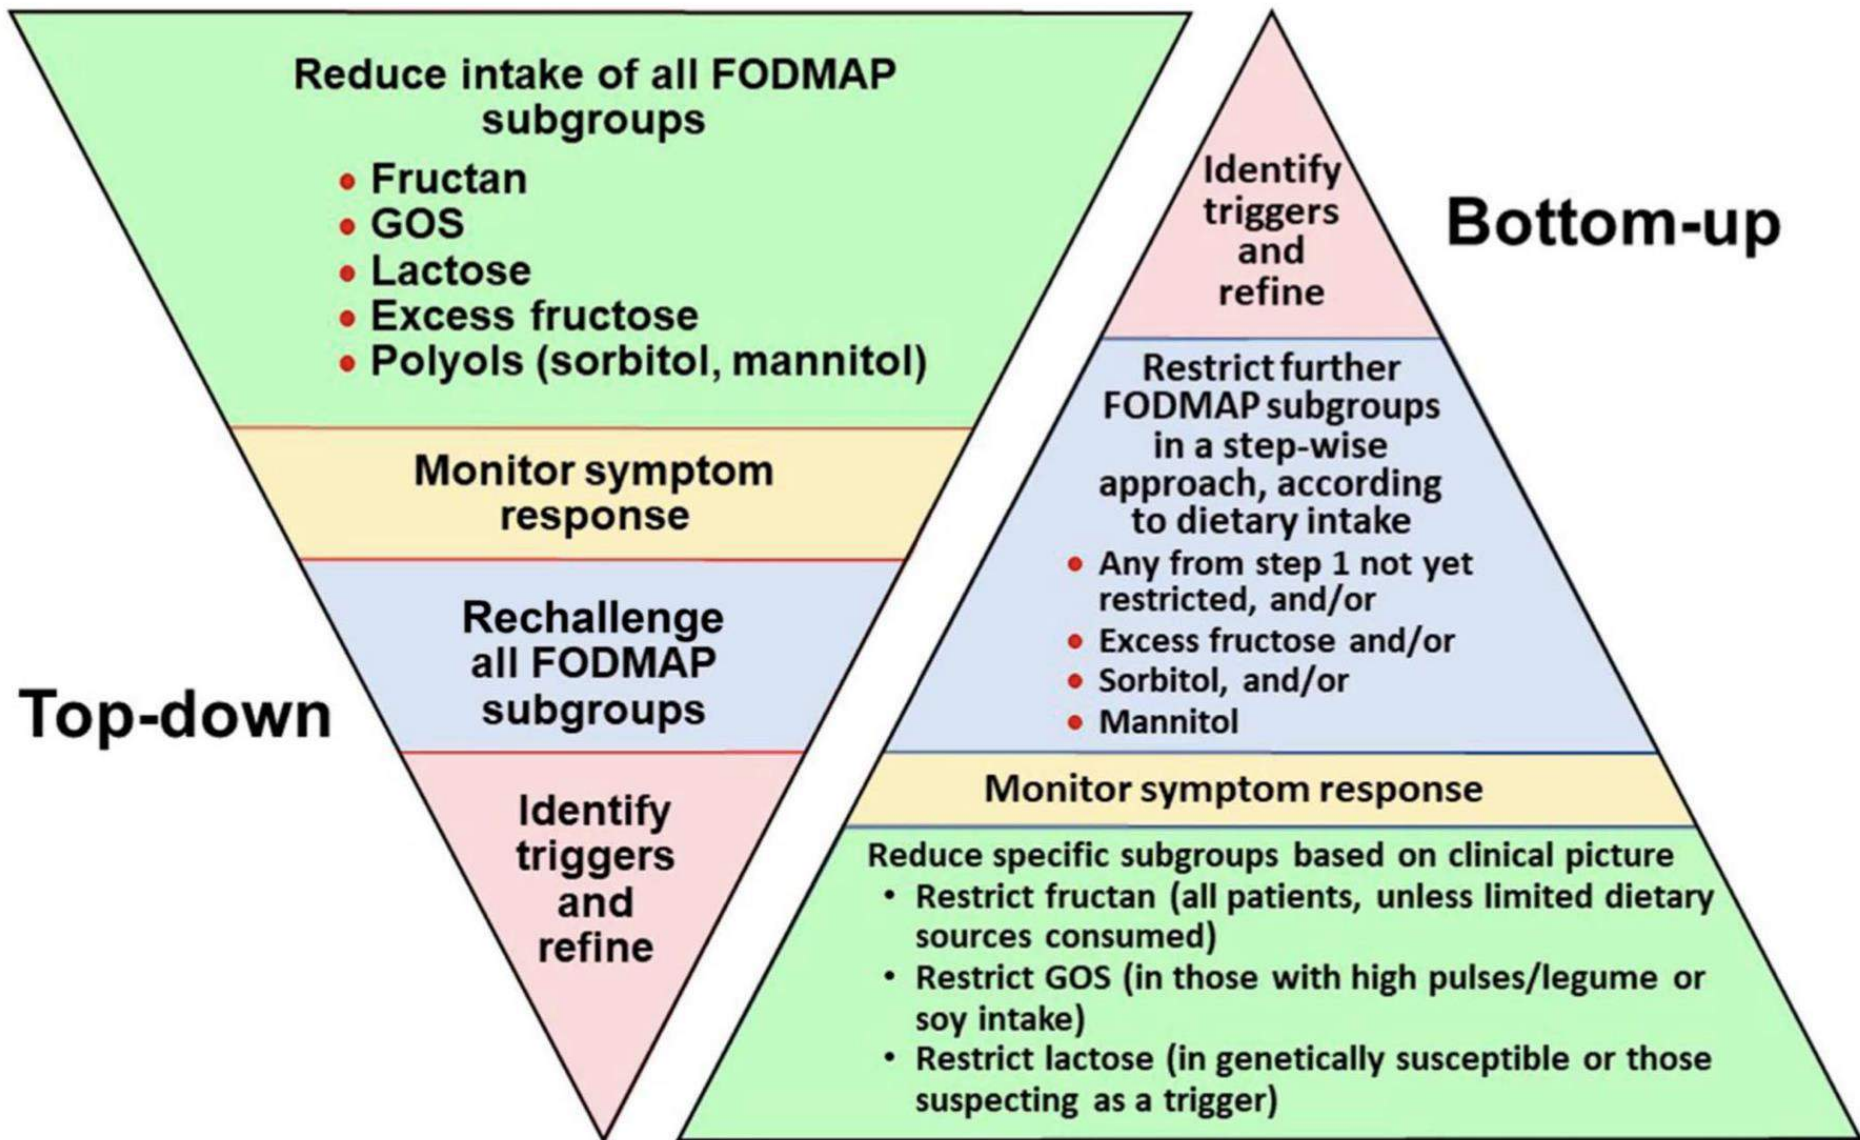 Reduce intake of all FODMAP
subgroups
• Fructan
• GOS
• Lactose
• Excess fructose
• Polyols (sorbitol, mannitol)
Monitor symptom
response
Rechallenge
all FODMAP
subgroups
Identify
triggers
and
refine
Top-down
Bottom-up
Identify
triggers
and
refine
Restrict further
FODMAP subgroups
in a step-wise
approach, according
to dietary intake
• Any from step 1 not yet
restricted, and/or
• Excess fructose and/or
• Sorbitol, and/or
• Mannitol
Monitor symptom response
Reduce specific subgroups based on clinical picture
• Restrict fructan (all patients, unless limited dietary
sources consumed)
• Restrict GOS (in those with high pulses/legume or
soy intake)
• Restrict lactose (in genetically susceptible or those
suspecting as a trigger)